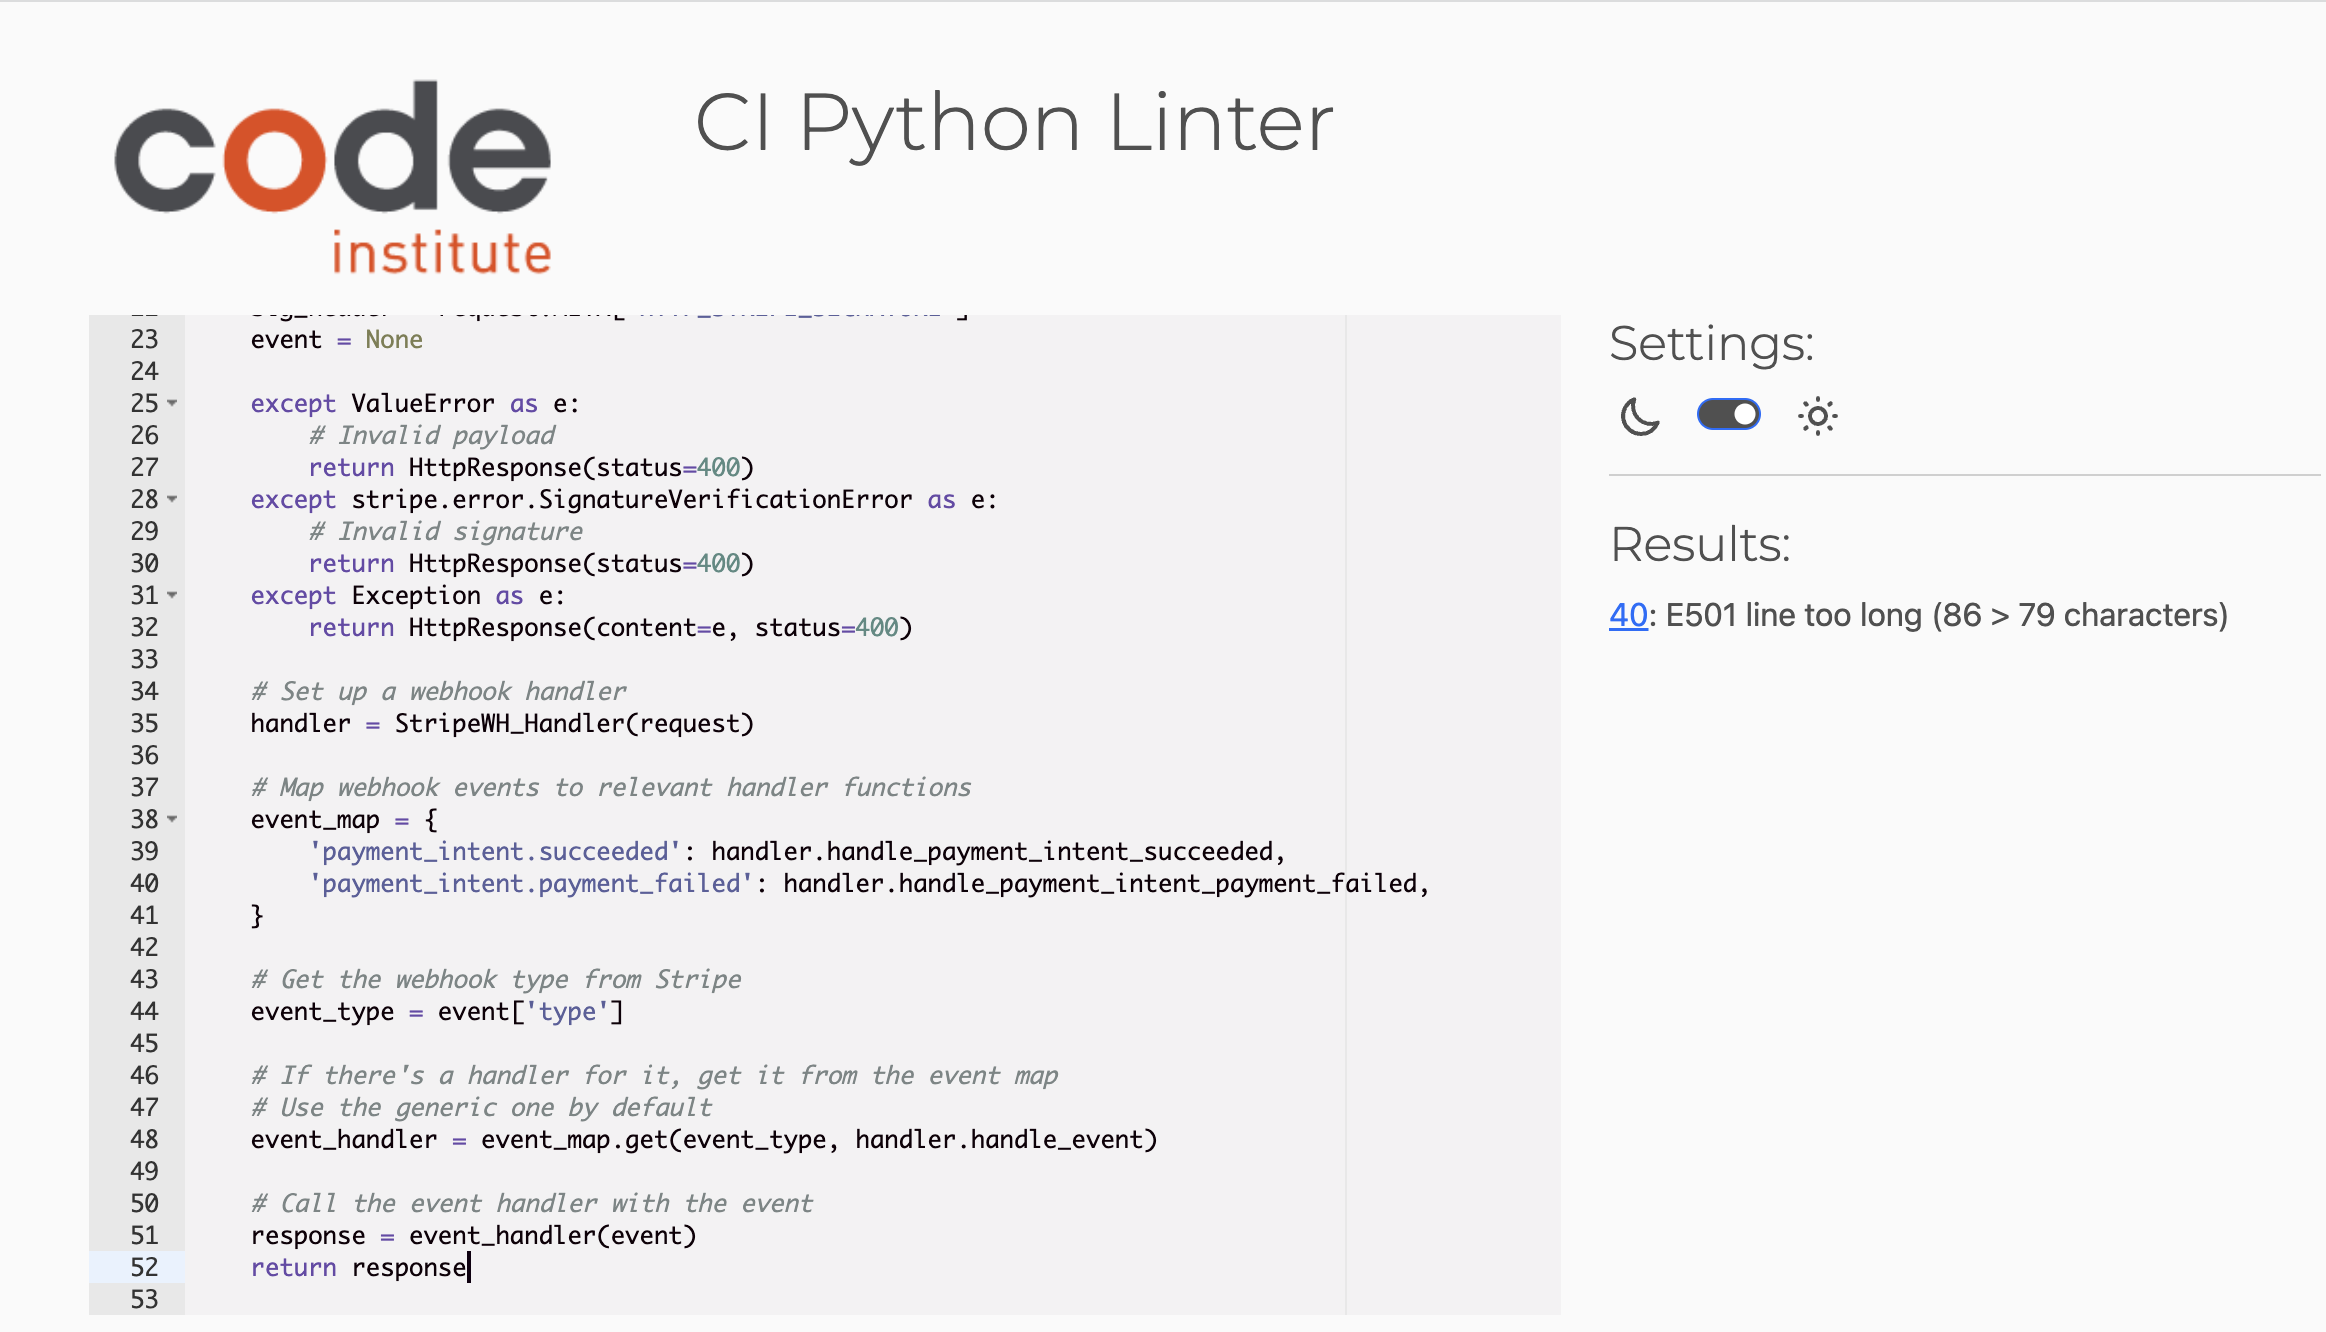 code
institute
CI Python Linter
23 event = None
24
25 except ValueError as e:
26 # Invalid payload
27 return HttpResponse(status=400)
28 except stripe.error.SignatureVerificationError as e:
29 # Invalid signature
30 return HttpResponse(status=400)
31 except Exception as e:
32 return HttpResponse(content=e, status=400)
33
34 # Set up a webhook handler
35 handler = StripeWH_Handler(request)
36
37 # Map webhook events to relevant handler functions
38 event_map = {
39 'payment_intent.succeeded': handler.handle_payment_intent_succeeded,
40 'payment_intent.payment_failed': handler.handle_payment_intent_payment_failed,
41 }
42
43 # Get the webhook type from Stripe
44 event_type = event['type']
45
46 # If there's a handler for it, get it from the event map
47 # Use the generic one by default
48 event_handler = event_map.get(event_type, handler.handle_event)
49
50 # Call the event handler with the event
51 response = event_handler(event)
52 return response
53
Settings:
Results:
40: E501 line too long (86 > 79 characters)